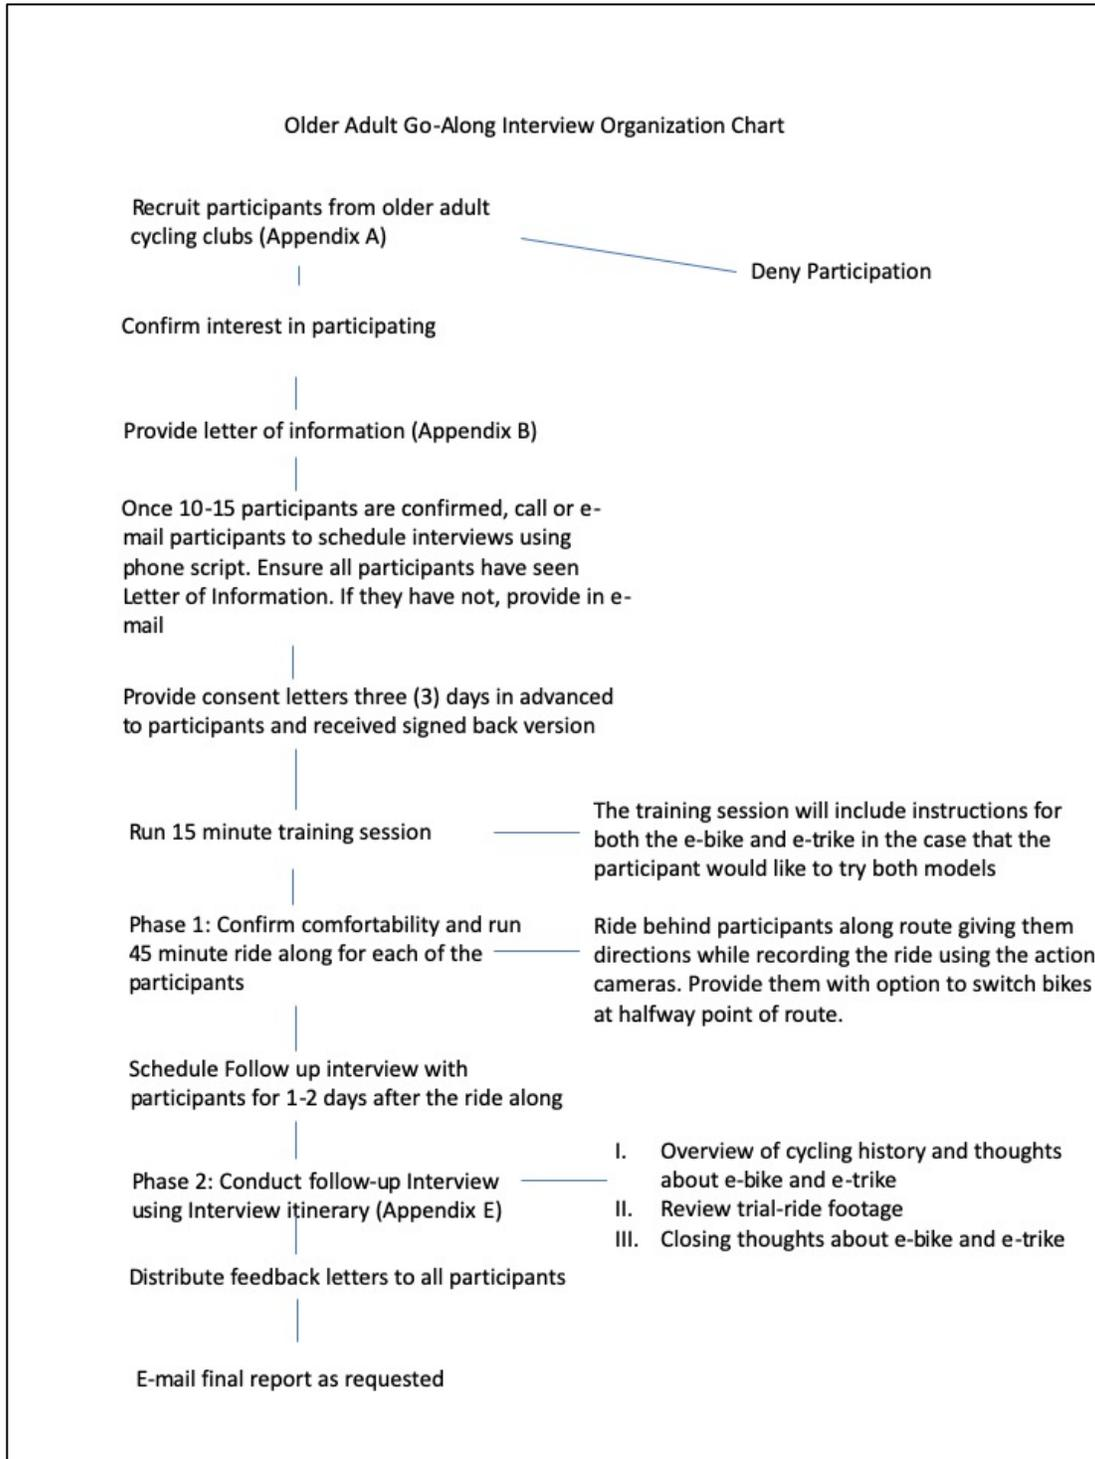 Older Adult Go-Along Interview Organization Chart
Recruit participants from older adult
cycling clubs (Appendix A)
Deny Participation
Confirm interest in participating
Provide letter of information (Appendix B)
Once 10-15 participants are confirmed, call or e-
mail participants to schedule interviews using
phone script. Ensure all participants have seen
Letter of Information. If they have not, provide in e-
mail
Provide consent letters three (3) days in advanced
to participants and received signed back version
Run 15 minute training session
The training session will include instructions for
both the e-bike and e-trike in the case that the
participant would like to try both models
Phase 1: Confirm comfortability and run
45 minute ride along for each of the
participants
Ride behind participants along route giving them
directions while recording the ride using the action
cameras. Provide them with option to switch bikes
at halfway point of route.
Schedule Follow up interview with
participants for 1-2 days after the ride along
Phase 2: Conduct follow-up Interview
using Interview itinerary (Appendix E)
I. Overview of cycling history and thoughts
about e-bike and e-trike
II. Review trial-ride footage
III. Closing thoughts about e-bike and e-trike
Distribute feedback letters to all participants
E-mail final report as requested